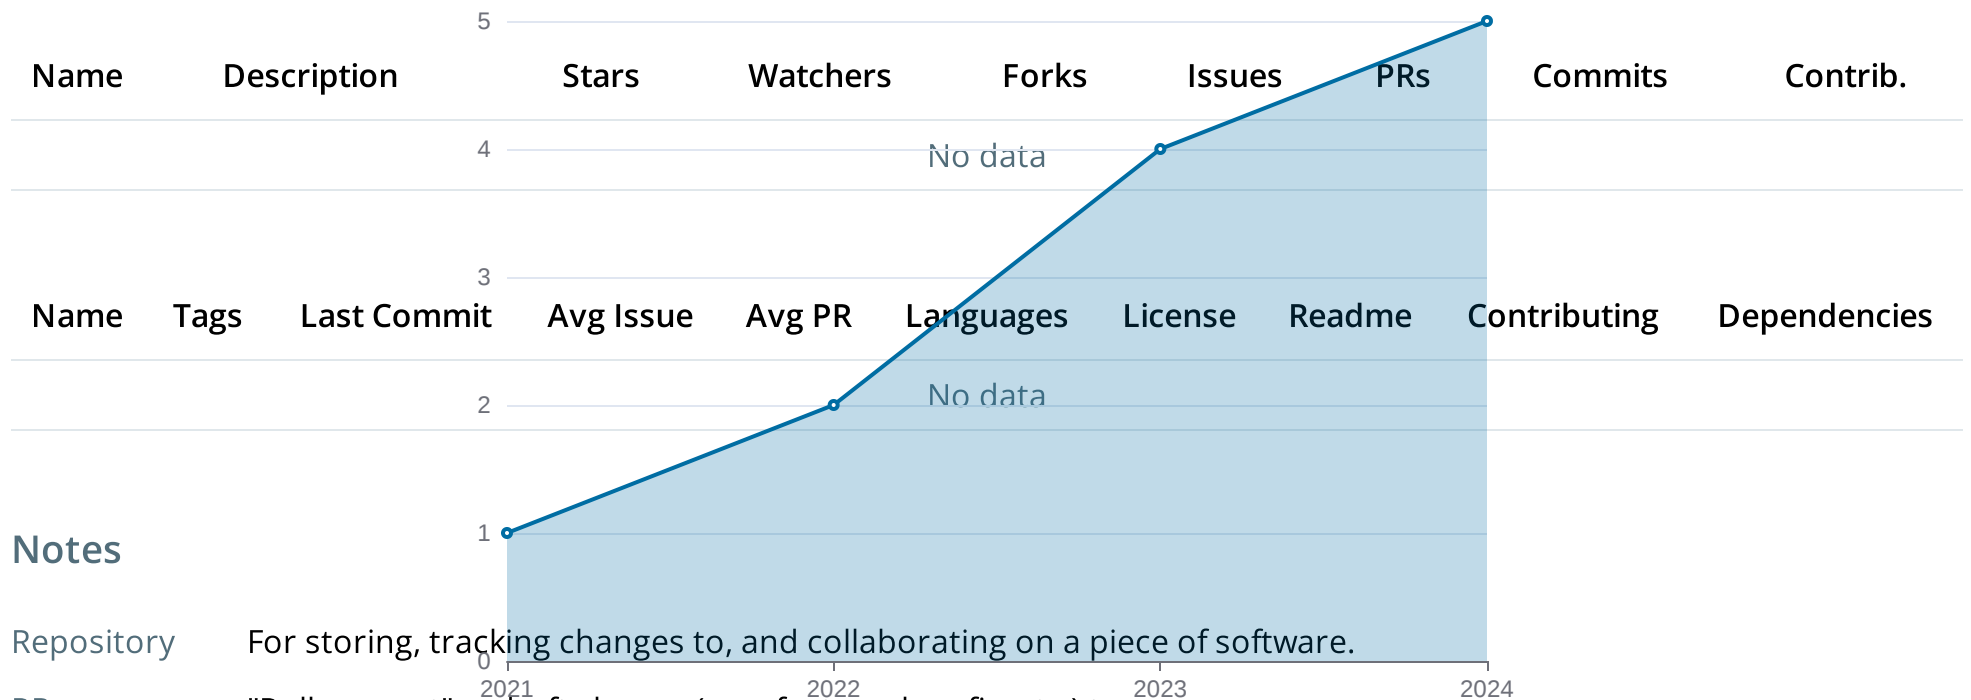 5
Name Description Stars Watchers Forks Issues PRs Commits Contrib.
4
No data
3
Name Tags Last Commit Avg Issue Avg PR Languages License Readme Contributing Dependencies
No data
2
1
Notes
Repository For storing, tracking changes to, and collaborating on a piece of software.
0
2021 2022 2023 2024